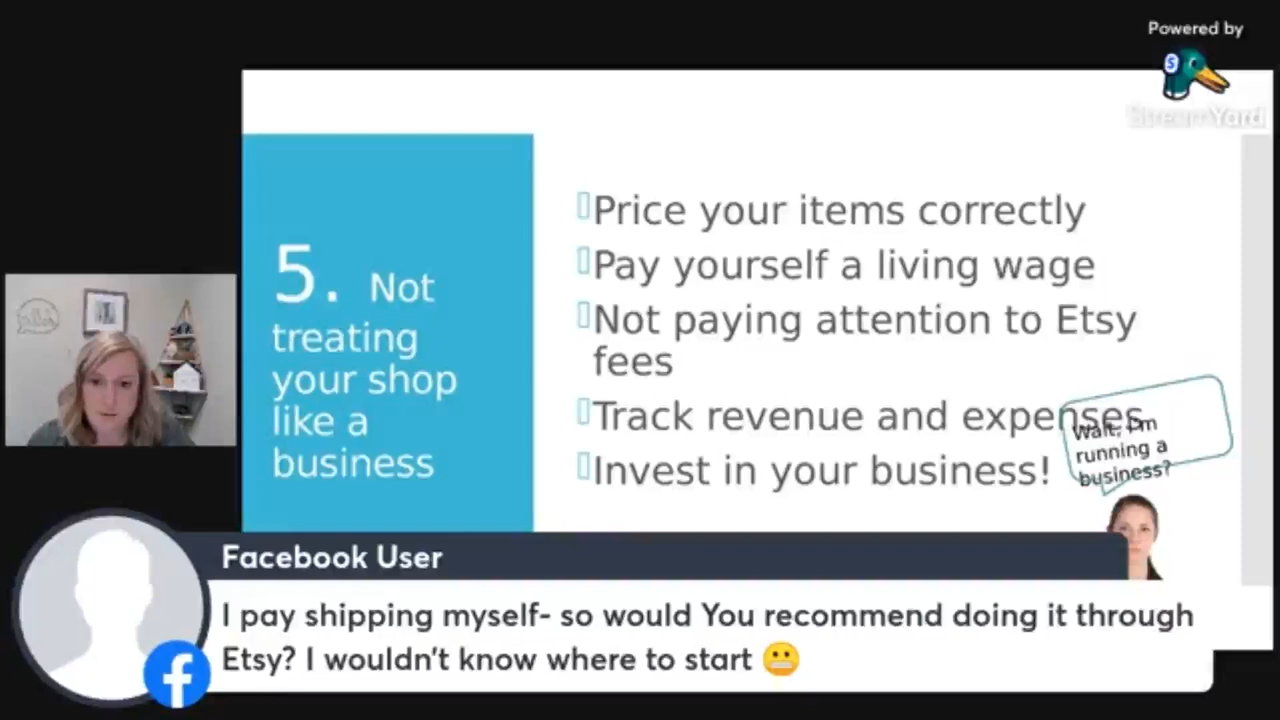 Powered by
StreamYard
5. Not
treating
your shop
like a
business
Price your items correctly
Pay yourself a living wage
Not paying attention to Etsy
fees
Track revenue and expenses
Invest in your business!
Wait, I'm
running a
business?
Facebook User
I pay shipping myself- so would You recommend doing it through
Etsy? I wouldn't know where to start 😬